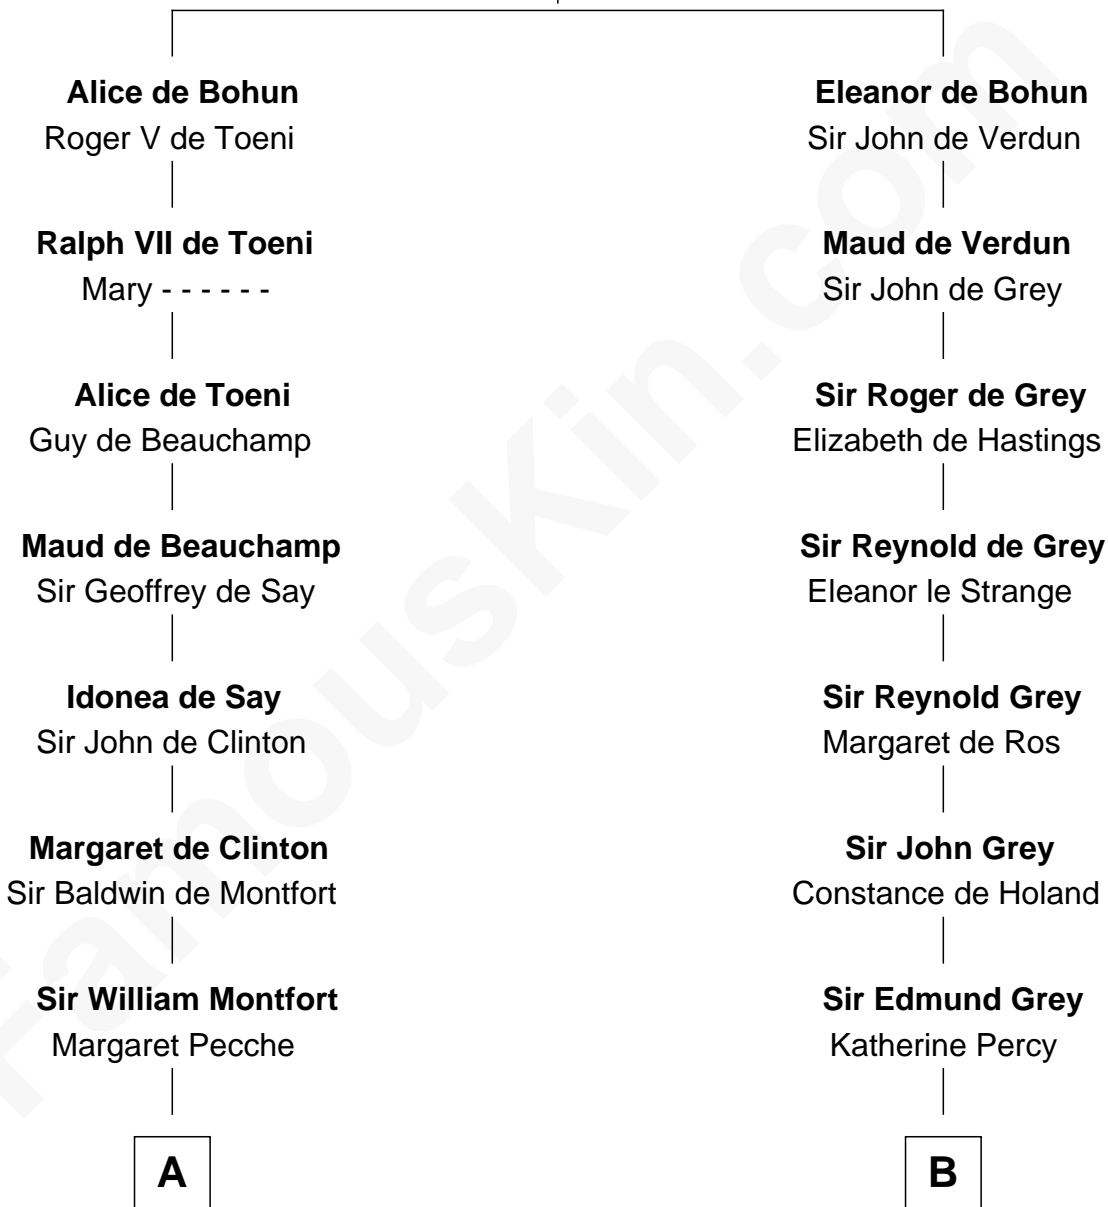 Alice de Bohun
Roger V de Toeni
Ralph VII de Toeni
Mary - - - - - -
Alice de Toeni
Guy de Beauchamp
Maud de Beauchamp
Sir Geoffrey de Say
Idonea de Say
Sir John de Clinton
Margaret de Clinton
Sir Baldwin de Montfort
Sir William Montfort
Margaret Pecche
A
Eleanor de Bohun
Sir John de Verdun
Maud de Verdun
Sir John de Grey
Sir Roger de Grey
Elizabeth de Hastings
Sir Reynold de Grey
Eleanor le Strange
Sir Reynold Grey
Margaret de Ros
Sir John Grey
Constance de Holand
Sir Edmund Grey
Katherine Percy
B
FamousKin.com